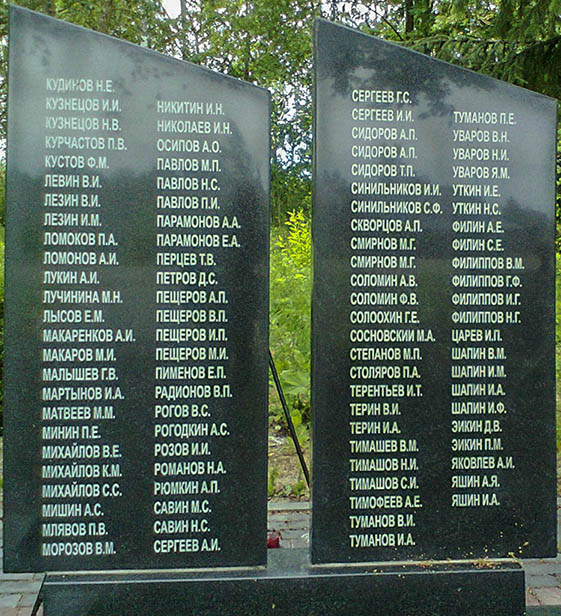 КУДИНОВ Н.Е.
КУЗНЕЦОВ И.И.
КУЗНЕЦОВ Н.В.
КУРЧАСТОВ П.В.
КУСТОВ Ф.М.
ЛЕВИН В.И.
ЛЕЗИН В.И.
ЛЕЗИН И.М.
ЛОМОКОВ П.А.
ЛОМОНОВ А.И.
ЛУКИН А.И.
ЛУЧИНИНА М.Н.
ЛЫСОВ Е.М.
МАКАРЕНКОВ А.И.
МАКАРОВ М.И.
МАЛЫШЕВ Г.В.
МАРТЫНОВ И.А.
МАТВЕЕВ М.М.
МИНИН П.Е.
МИХАЙЛОВ В.Е.
МИХАЙЛОВ К.М.
МИХАЙЛОВ С.С.
МИШИН А.С.
МЛЯВОВ П.В.
МОРОЗОВ В.М.
НИКИТИН И.Н.
НИКОЛАЕВ И.Н.
ОСИПОВ А.О.
ПАВЛОВ М.П.
ПАВЛОВ Н.С.
ПАВЛОВ П.И.
ПАРАМОНОВ А.А.
ПАРАМОНОВ Е.А.
ПЕРЦЕВ Т.В.
ПЕТРОВ Д.С.
ПЕЩЕРОВ А.П.
ПЕЩЕРОВ В.П.
ПЕЩЕРОВ И.П.
ПЕЩЕРОВ М.И.
ПИМЕНОВ Е.П.
РАДИОНОВ В.П.
РОГОВ В.С.
РОГОДКИН А.С.
РОЗОВ И.И.
РОМАНОВ Н.А.
РЮМКИН А.П.
САВИН М.С.
САВИН Н.С.
СЕРГЕЕВ А.И.
СЕРГЕЕВ Г.С.
СЕРГЕЕВ И.И.
СИДОРОВ А.П.
СИДОРОВ А.П.
СИДОРОВ Т.П.
СИНИЛЬНИКОВ И.И.
СИНИЛЬНИКОВ С.Ф.
СКВОРЦОВ А.П.
СМИРНОВ М.Г.
СМИРНОВ М.Г.
СОЛОМИН А.В.
СОЛОМИН Ф.В.
СОЛООХИН Г.Е.
СОСНОВСКИЙ М.А.
СТЕПАНОВ М.П.
СТОЛЯРОВ П.А.
ТЕРЕНТЬЕВ И.Т.
ТЕРИН В.И.
ТЕРИН И.А.
ТИМАШЕВ В.М.
ТИМАШОВ Н.И.
ТИМАШОВ С.И.
ТИМОФЕЕВ А.Е.
ТУМАНОВ В.И.
ТУМАНОВ И.А.
ТУМАНОВ П.Е.
УВАРОВ В.Н.
УВАРОВ Н.И.
УВАРОВ Я.М.
УТКИН И.Е.
УТКИН Н.С.
ФИЛИН А.Е.
ФИЛИН С.Е.
ФИЛИППОВ В.М.
ФИЛИППОВ Г.Ф.
ФИЛИППОВ И.Г.
ФИЛИППОВ Н.Г.
ЦАРЕВ И.П.
ШАПИН В.М.
ШАПИН И.М.
ШАПИН И.А.
ШАПИН И.Ф.
ЭИКИН Д.В.
ЭИКИН П.М.
ЯКОВЛЕВ А.И.
ЯШИН А.Я.
ЯШИН И.А.